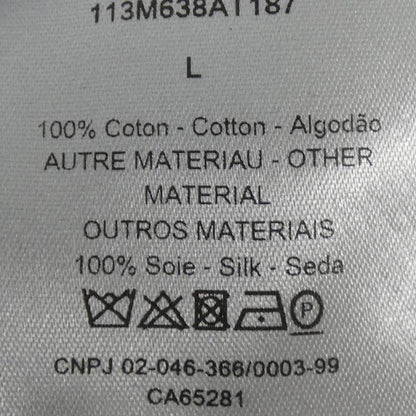 113M638AT187
L
100% Coton - Cotton - Algodão
AUTRE MATERIAU - OTHER
MATERIAL
OUTROS MATERIAIS
100% Soie - Silk - Seda
P
CNPJ 02-046-366/0003-99
CA65281